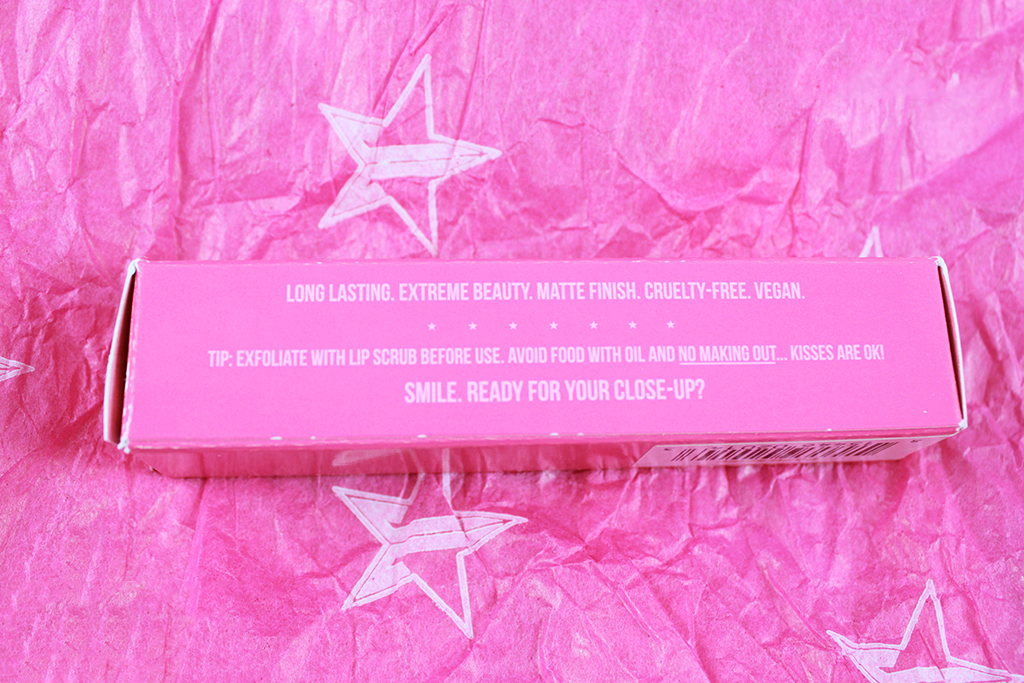 LONG LASTING. EXTREME BEAUTY. MATTE FINISH. CRUELTY-FREE. VEGAN.
TIP: EXFOLIATE WITH LIP SCRUB BEFORE USE. AVOID FOOD WITH OIL AND NO MAKING OUT... KISSES ARE OK!
SMILE. READY FOR YOUR CLOSE-UP?